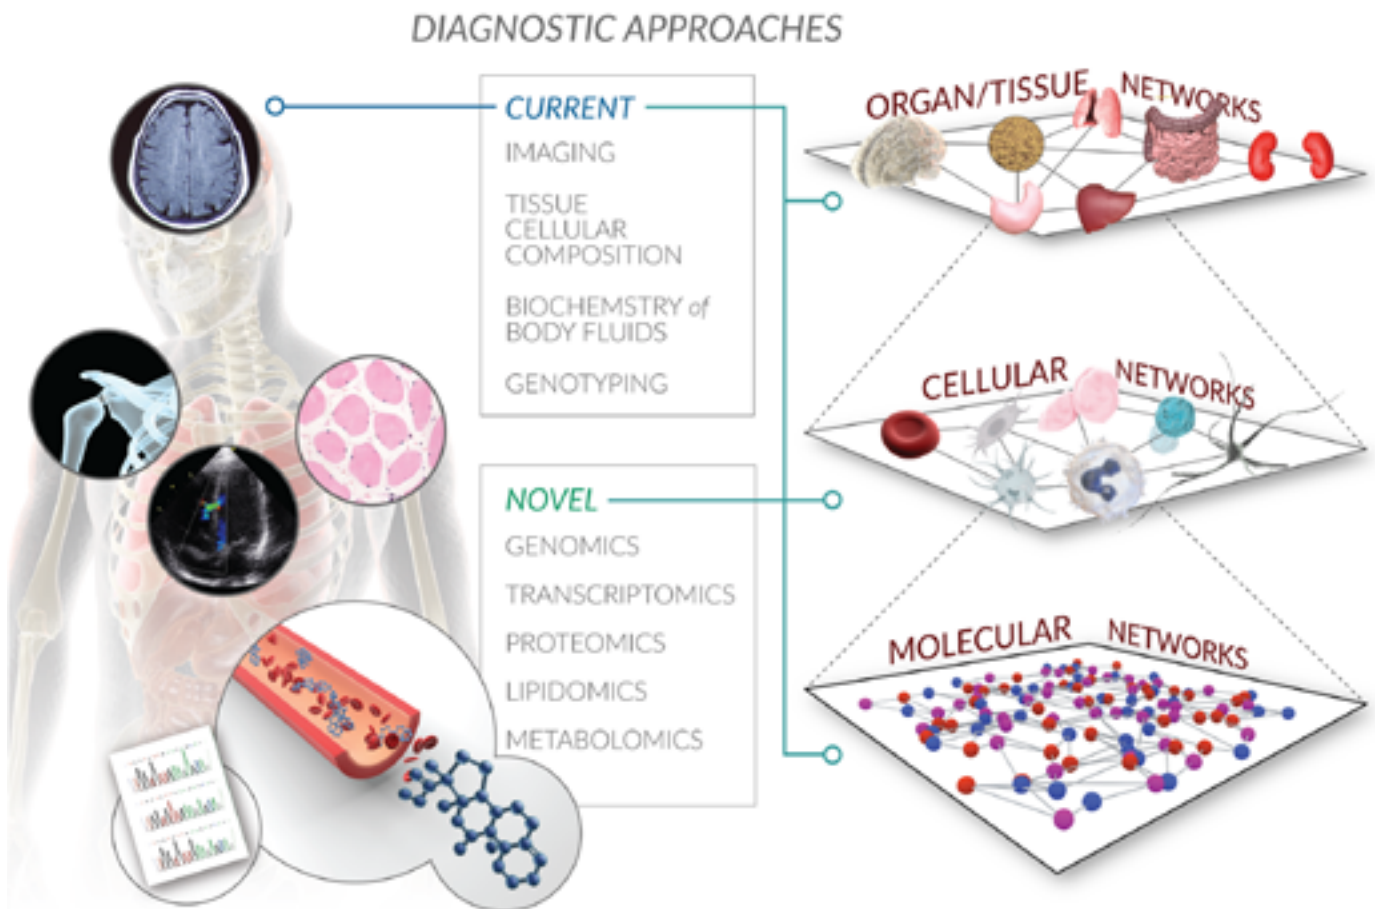 DIAGNOSTIC APPROACHES
CURRENT
IMAGING
TISSUE
CELLULAR
COMPOSITION
BIOCHEMSTRY of
BODY FLUIDS
GENOTYPING
NOVEL
GENOMICS
TRANSCRIPTOMICS
PROTEOMICS
LIPIDOMICS
METABOLOMICS
ORGAN/TISSUE NETWORKS
CELLULAR NETWORKS
MOLECULAR NETWORKS